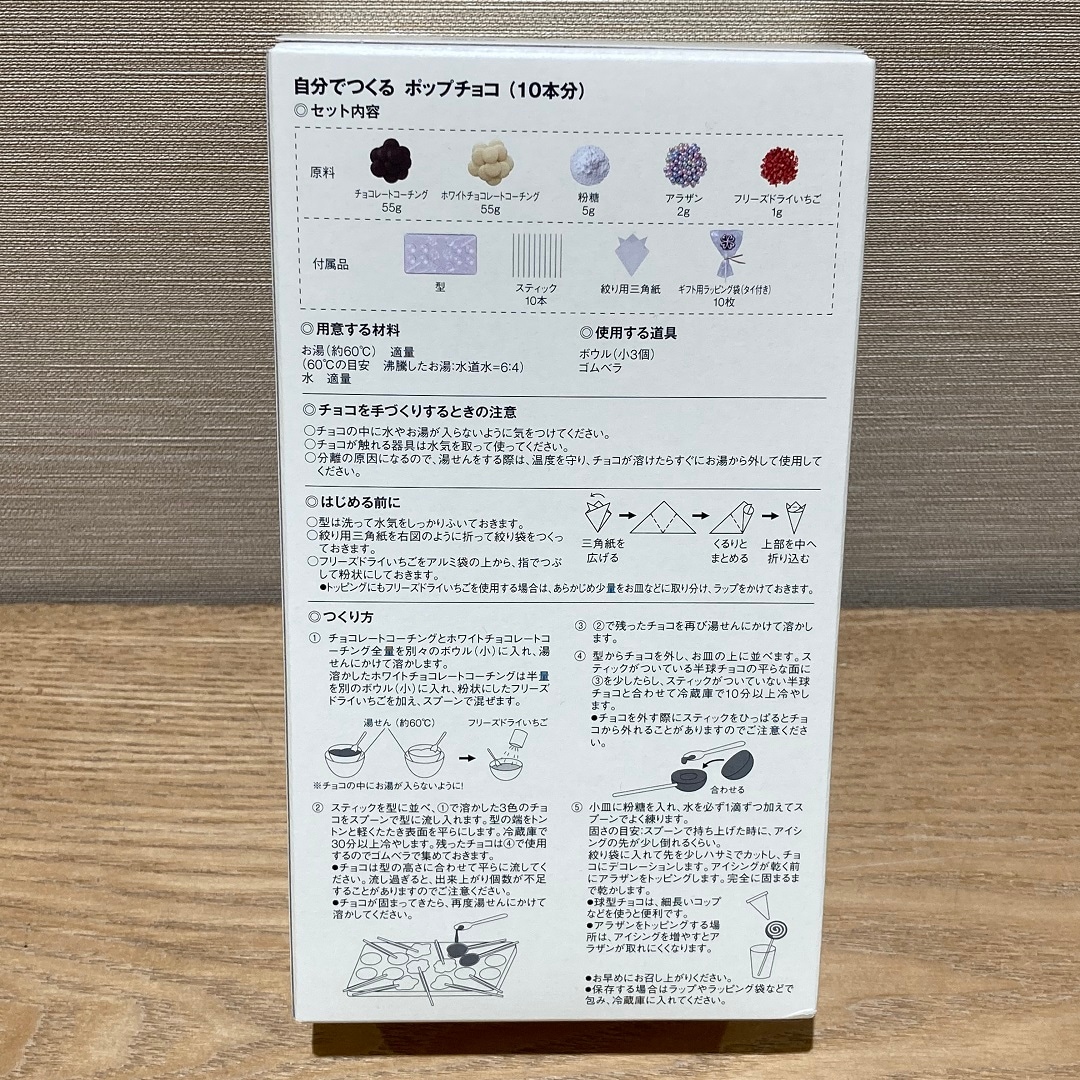 自分でつくる ポップチョコ（10本分）
◎セット内容
原料
チョコレートコーチング
55g
ホワイトチョコレートコーチング
55g
粉糖
5g
アラザン
2g
フリーズドライいちご
1g
付属品
型
スティック
10本
絞り用三角紙
ギフト用ラッピング袋（タイ付き）
10枚
◎用意する材料
お湯（約60℃） 適量
（60℃の目安 沸騰したお湯:水道水=6:4）
水 適量
◎使用する道具
ボウル（小3個）
ゴムベラ
◎チョコを手づくりするときの注意
○チョコの中に水やお湯が入らないように気をつけてください。
○チョコが触れる器具は水気を取って使ってください。
○分離の原因になるので、湯せんをする際は、温度を守り、チョコが溶けたらすぐにお湯から外して使用して
ください。
◎はじめる前に
○型は洗って水気をしっかりふいておきます。
○絞り用三角紙を右図のように折って絞り袋をつくっ
ておきます。
○フリーズドライいちごをアルミ袋の上から、指でつぶ
して粉状にしておきます。
●トッピングにもフリーズドライいちごを使用する場合は、あらかじめ少量をお皿などに取り分け、ラップをかけておきます。
三角紙を
広げる
くるりと
まとめる
上部を中へ
折り込む
◎つくり方
① チョコレートコーチングとホワイトチョコレートコ
ーチング全量を別々のボウル（小）に入れ、湯
せんにかけて溶かします。
溶かしたホワイトチョコレートコーチングは半量
を別のボウル（小）に入れ、粉状にしたフリーズ
ドライいちごを加え、スプーンで混ぜます。
湯せん（約60℃）
フリーズドライいちご
※チョコの中にお湯が入らないように!
② スティックを型に並べ、①で溶かした3色のチョ
コをスプーンで型に流し入れます。型の端をトン
トンと軽くたたき表面を平らにします。冷蔵庫で
30分以上冷やします。残ったチョコは④で使用
するのでゴムベラで集めておきます。
●チョコは型の高さに合わせて平らに流してく
ださい。流し過ぎると、出来上がり個数が不足
することがありますのでご注意ください。
●チョコが固まってきたら、再度湯せんにかけて
溶かしてください。
③ ②で残ったチョコを再び湯せんにかけて溶かし
ます。
④ 型からチョコを外し、お皿の上に並べます。ス
ティックがついている半球チョコの平らな面に
③を少したらし、スティックがついていない半球
チョコと合わせて冷蔵庫で10分以上冷やし
ます。
●チョコを外す際にスティックをひっぱるとチョ
コから外れることがありますのでご注意くださ
い。
合わせる
⑤ 小皿に粉糖を入れ、水を必ず1滴ずつ加えてス
プーンでよく練ります。
固さの目安:スプーンで持ち上げた時に、アイシ
ングの先が少し倒れるくらい。
絞り袋に入れて先を少しハサミでカットし、チョ
コにデコレーションします。アイシングが乾く前
にアラザンをトッピングします。完全に固まるま
で乾かします。
●球型チョコは、細長いコップ
などを使うと便利です。
●アラザンをトッピングする場
所は、アイシングを増やすとア
ラザンが取れにくくなります。
●お早めにお召し上がりください。
●保存する場合はラップやラッピング袋などで
包み、冷蔵庫に入れてください。